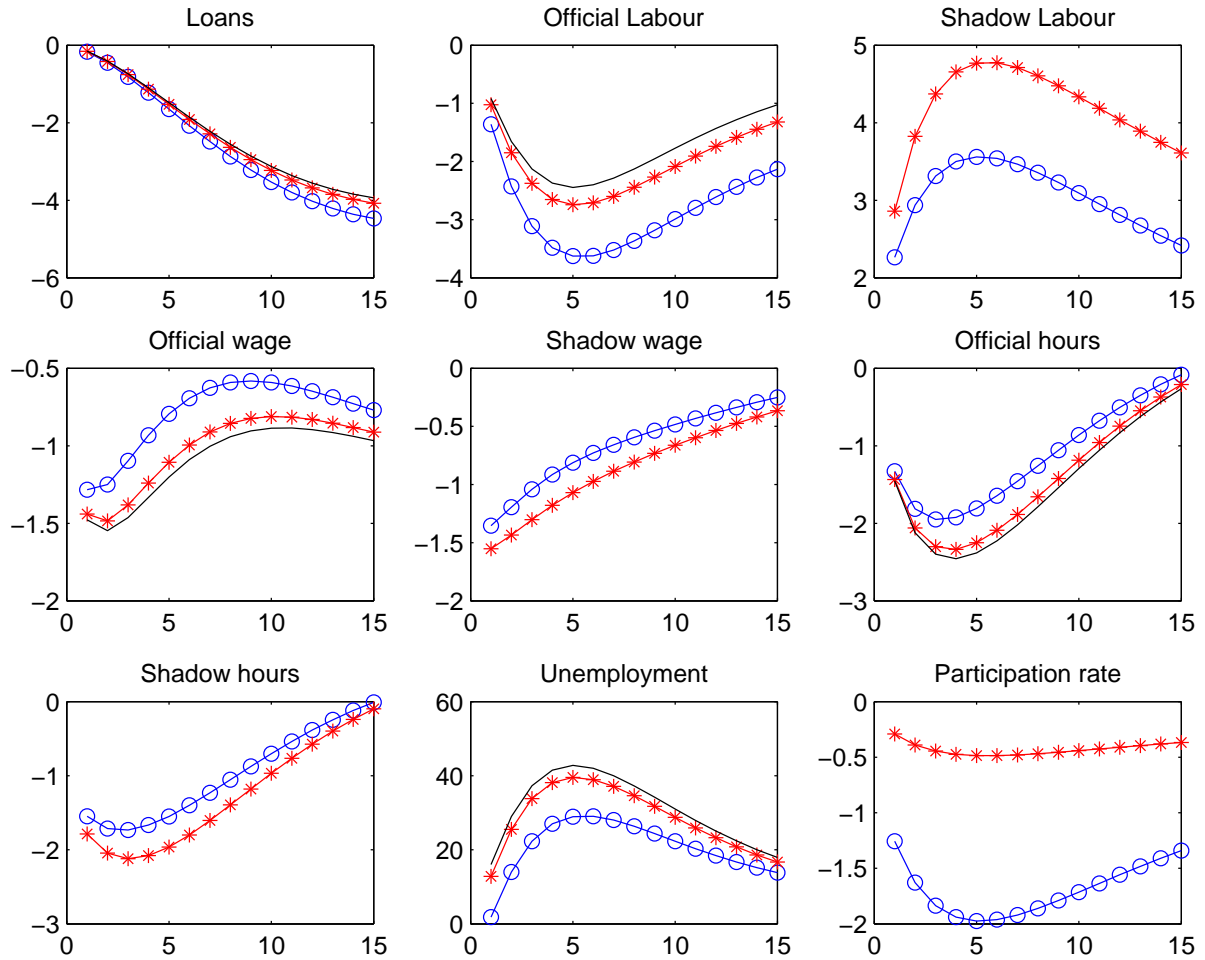 Loans
Official Labour
Shadow Labour
0
−2
−4
−6
0 5 10 15
0
−1
−2
−3
−4
0 5 10 15
5
4
3
2
0 5 10 15
Official wage
Shadow wage
Official hours
−0.5
−1
−1.5
−2
0 5 10 15
0
−0.5
−1
−1.5
−2
0 5 10 15
0
−1
−2
−3
0 5 10 15
Shadow hours
Unemployment
Participation rate
0
−1
−2
−3
0 5 10 15
60
40
20
0
0 5 10 15
0
−0.5
−1
−1.5
−2
0 5 10 15